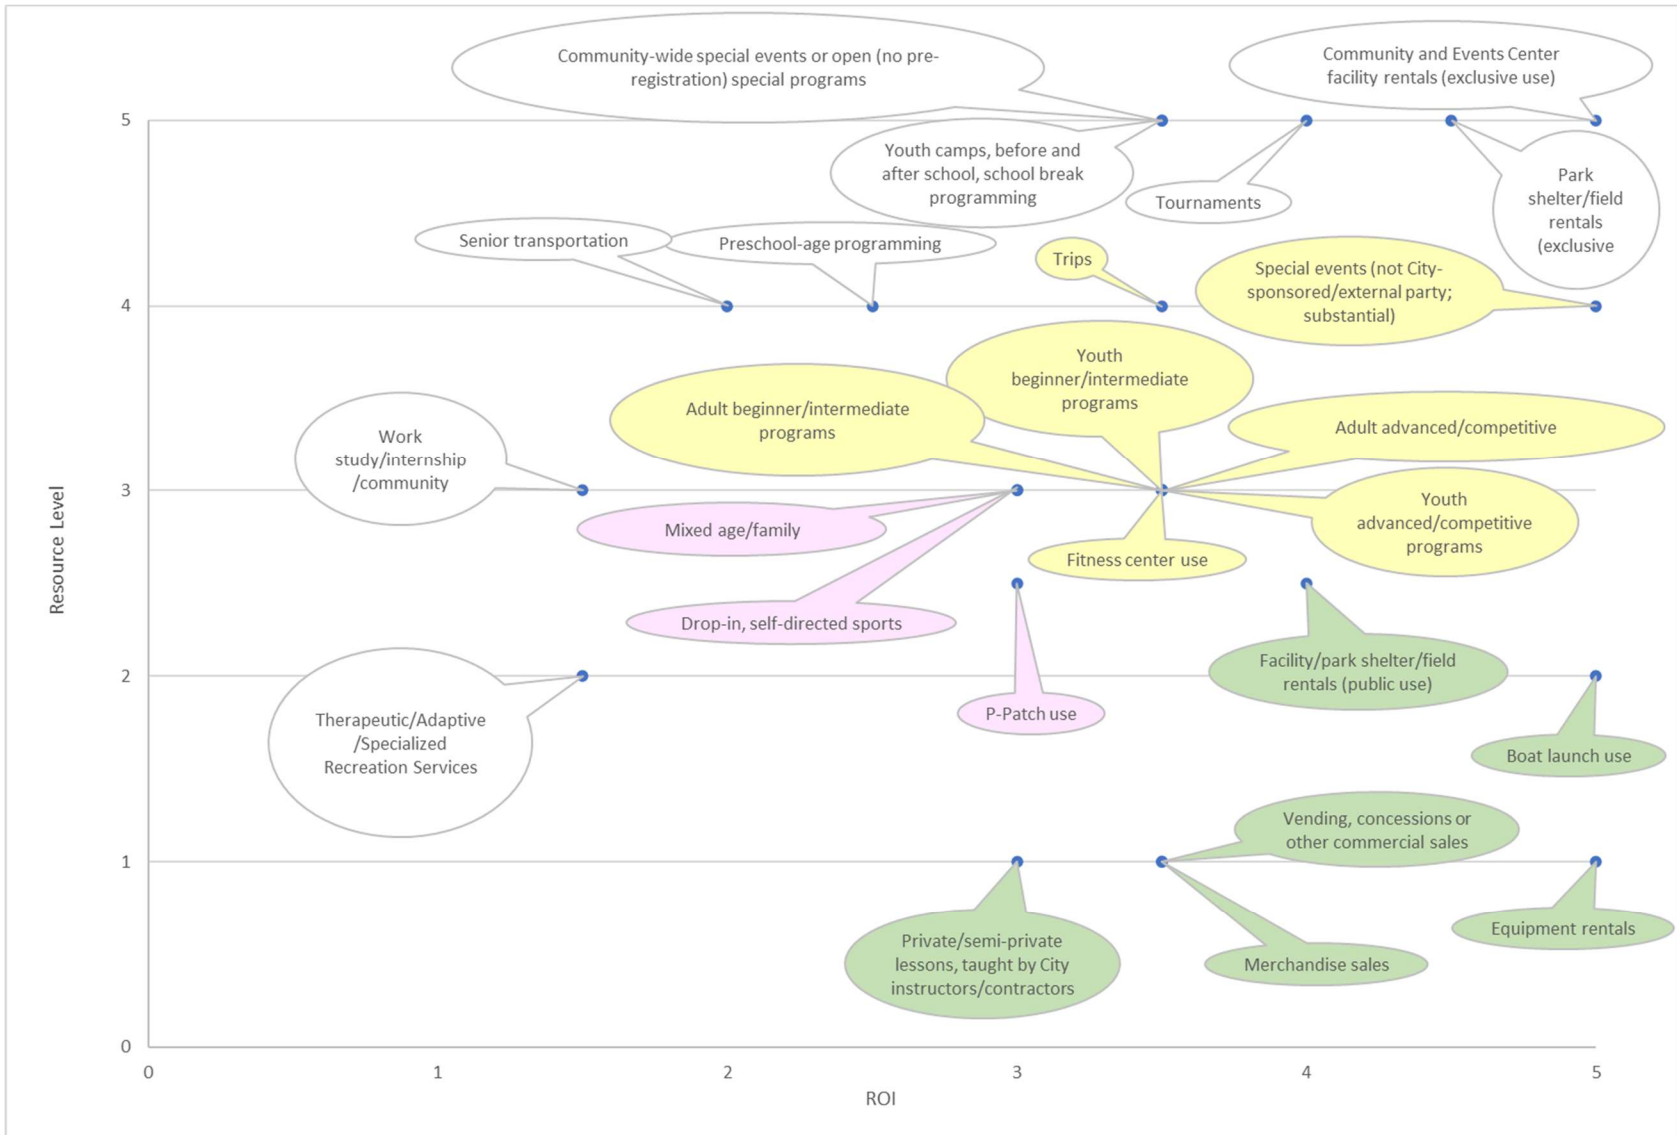 Community-wide special events or open (no pre-
registration) special programs
Community and Events Center
facility rentals (exclusive use)
5
Youth camps, before and
after school, school break
programming
Tournaments
Park
shelter/field
rentals
(exclusive
Senior transportation
Preschool-age programming
Trips
Special events (not City-
sponsored/external party;
substantial)
4
Youth
beginner/intermediate
programs
Adult beginner/intermediate
programs
Adult advanced/competitive
Work
study/internship
/community
3
Youth
advanced/competitive
programs
Mixed age/family
Fitness center use
Drop-in, self-directed sports
Resource Level
Facility/park shelter/field
rentals (public use)
2
P-Patch use
Therapeutic/Adaptive
/Specialized
Recreation Services
Boat launch use
Vending, concessions or
other commercial sales
1
Private/semi-private
lessons, taught by City
instructors/contractors
Merchandise sales
Equipment rentals
0
0 1 2 3 4 5
ROI